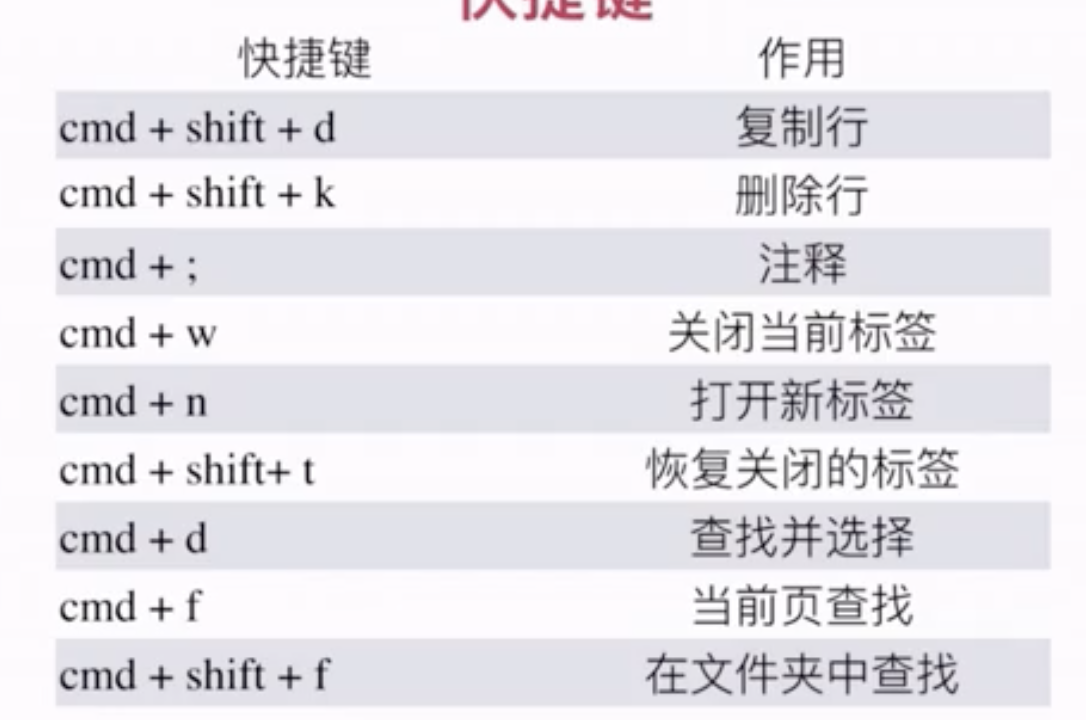 快捷键
快捷键 作用
cmd + shift + d 复制行
cmd + shift + k 删除行
cmd + ; 注释
cmd + w 关闭当前标签
cmd + n 打开新标签
cmd + shift+ t 恢复关闭的标签
cmd + d 查找并选择
cmd + f 当前页查找
cmd + shift + f 在文件夹中查找